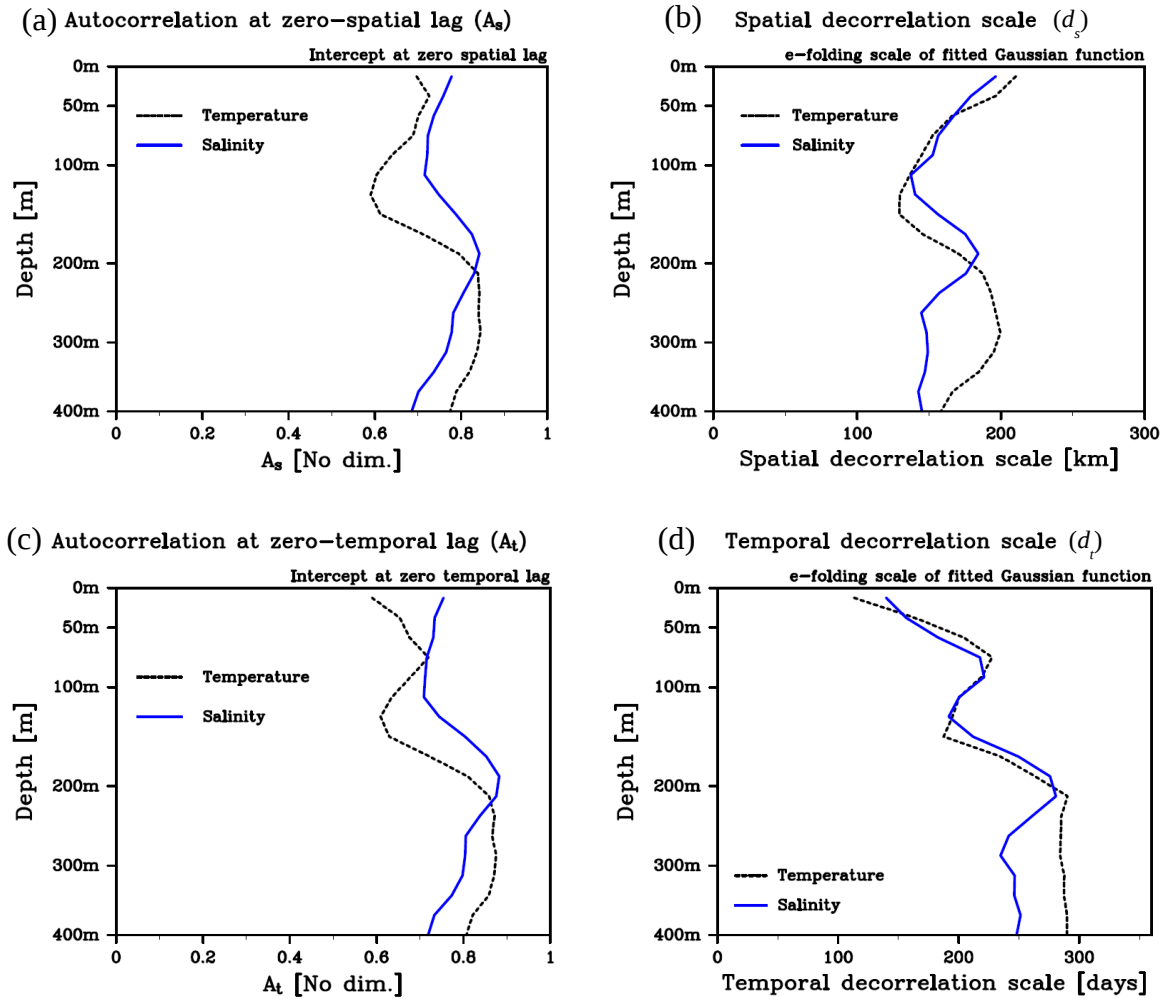 (a) Autocorrelation at zero−spatial lag (As)
Intercept at zero spatial lag
0m
50m
100m
200m
300m
400m
Depth [m]
Temperature
Salinity
0 0.2 0.4 0.6 0.8 1
As [No dim.]
(b) Spatial decorrelation scale (ds)
e−folding scale of fitted Gaussian function
0m
50m
100m
200m
300m
400m
Depth [m]
Temperature
Salinity
0 100 200 300
Spatial decorrelation scale [km]
(c) Autocorrelation at zero−temporal lag (At)
Intercept at zero temporal lag
0m
50m
100m
200m
300m
400m
Depth [m]
Temperature
Salinity
0 0.2 0.4 0.6 0.8 1
At [No dim.]
(d) Temporal decorrelation scale (dt)
e−folding scale of fitted Gaussian function
0m
50m
100m
200m
300m
400m
Depth [m]
Temperature
Salinity
0 100 200 300
Temporal decorrelation scale [days]